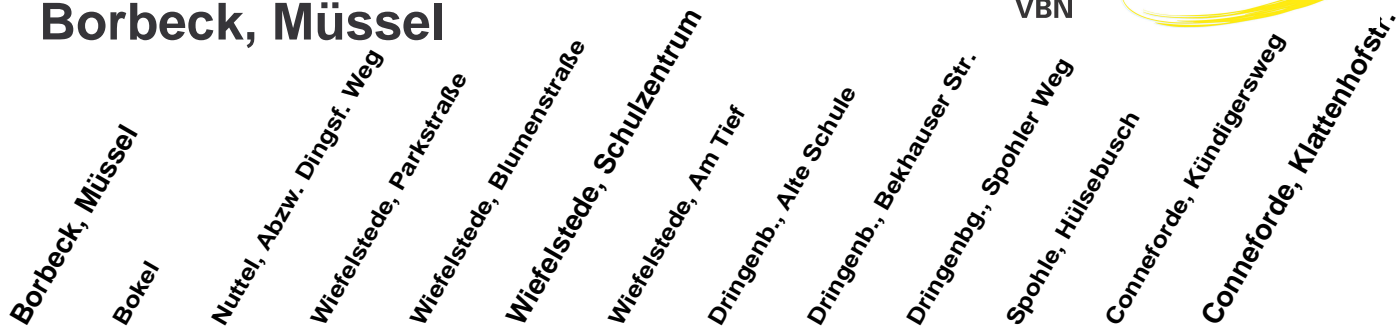 Borbeck, Müssel
VBN
Borbeck, Müssel
Bokel
Nuttel, Abzw. Dingsf. Weg
Wiefelstede, Parkstraße
Wiefelstede, Blumenstraße
Wiefelstede, Schulzentrum
Wiefelstede, Am Tief
Dringenb., Alte Schule
Dringenb., Bekhauser Str.
Dringenbg., Spohler Weg
Spohle, Hülsebusch
Conneforde, Kündigersweg
Conneforde, Klattenhofstr.